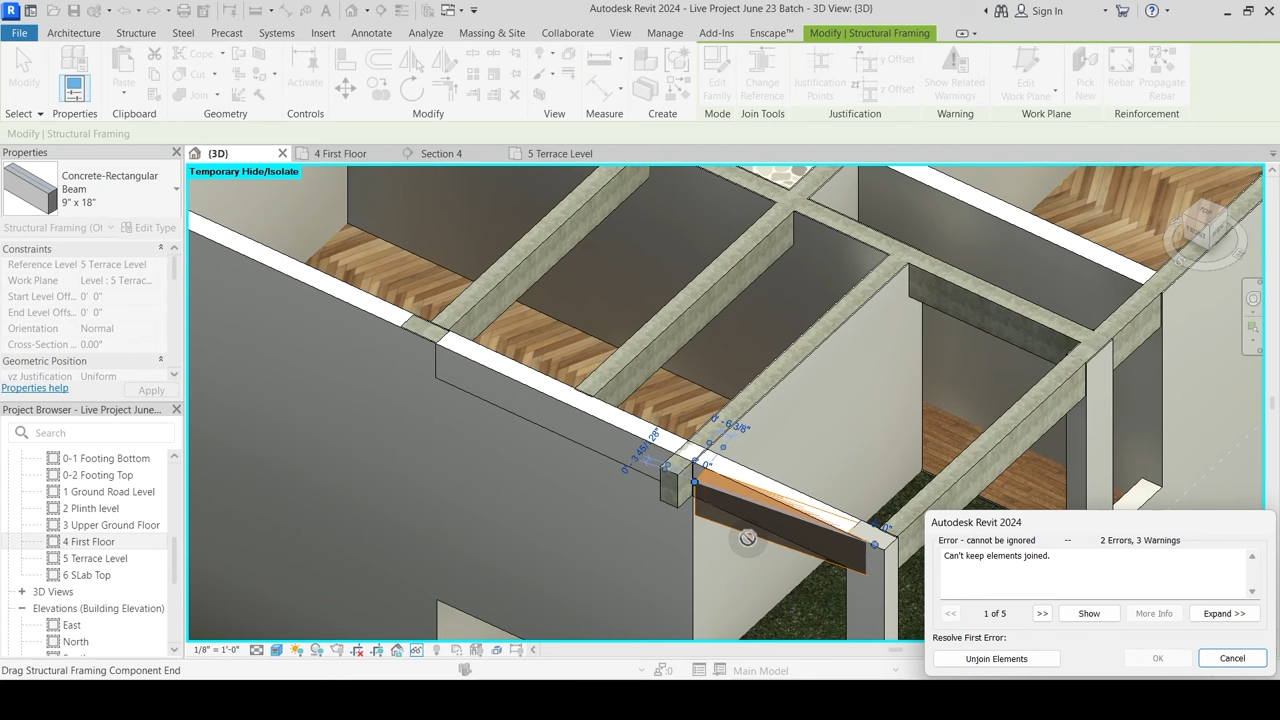 Autodesk Revit 2024 - Live Project June 23 Batch - 3D View: {3D}
Sign In
File Architecture Structure Steel Precast Systems Insert Annotate Analyze Massing & Site Collaborate View Manage Add-Ins Enscape™ Modify | Structural Framing
Modify
Paste
Cope
Cut
Join
Activate
Edit Family
Change Reference
Justification Points
y Offset
z Offset
Show Related Warnings
Edit Work Plane
Pick New
Rebar
Propagate Rebar
Select Properties Clipboard Geometry Controls Modify View Measure Create Mode Join Tools Justification Warning Work Plane Reinforcement
Modify | Structural Framing
Properties
{3D} 4 First Floor Section 4 5 Terrace Level
Temporary Hide/Isolate
Concrete-Rectangular
Beam
9" x 18"
Structural Framing (Ot
Edit Type
Constraints
Reference Level 5 Terrace Level
Work Plane Level : 5 Terrac...
Start Level Off... 0' 0"
End Level Offs... 0' 0"
Orientation Normal
Cross-Section ... 0.00°
Geometric Position
yz Justification Uniform
Properties help
Apply
Project Browser - Live Project June...
Search
0-1 Footing Bottom
0-2 Footing Top
1 Ground Road Level
2 Plinth level
3 Upper Ground Floor
4 First Floor
5 Terrace Level
6 SLab Top
3D Views
Elevations (Building Elevation)
East
North
TOP
FRONT
Autodesk Revit 2024
Error - cannot be ignored -- 2 Errors, 3 Warnings
Can't keep elements joined.
<< 1 of 5 >> Show More Info Expand >>
Resolve First Error:
Unjoin Elements OK Cancel
1/8" = 1'-0"
Drag Structural Framing Component End
:0
Main Model